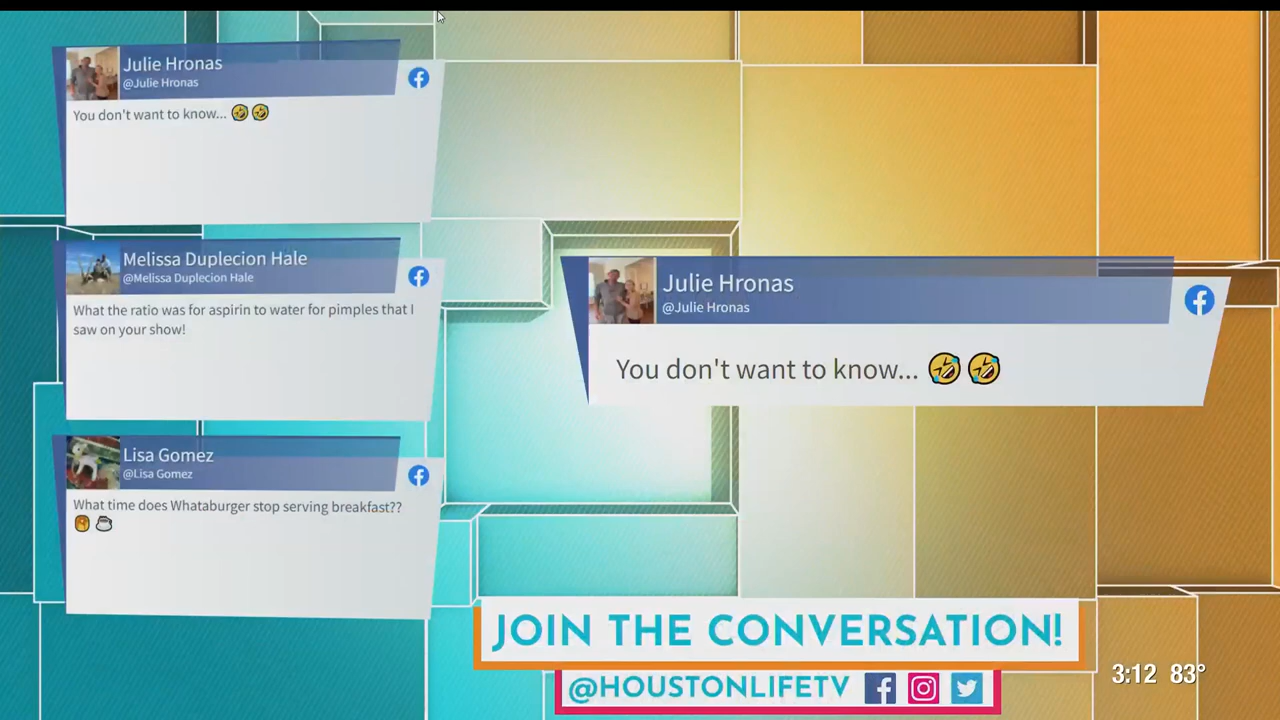 Julie Hronas
@Julie Hronas
You don't want to know... 🤣 🤣
Melissa Duplecion Hale
@Melissa Duplecion Hale
What the ratio was for aspirin to water for pimples that I
saw on your show!
Lisa Gomez
@Lisa Gomez
What time does Whataburger stop serving breakfast??
Julie Hronas
@Julie Hronas
You don't want to know... 🤣 🤣
JOIN THE CONVERSATION!
@HOUSTONLIFETV
3:12 83°